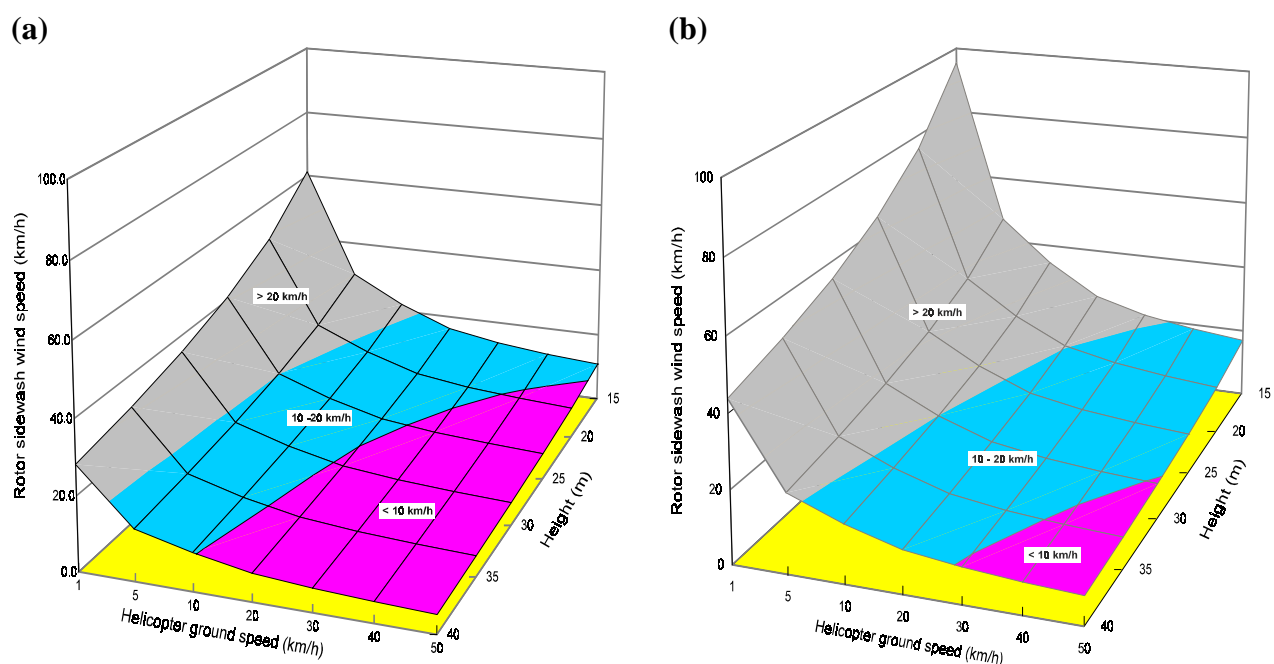 (a)
Rotor sidewash wind speed (km/h)
100.0
80.0
60.0
40.0
20.0
0.0
> 20 km/h
10 -20 km/h
< 10 km/h
1
5
10
20
30
40
50
Helicopter ground speed (km/h)
15
20
25
30
35
40
Height (m)
(b)
Rotor sidewash wind speed (km/h)
100
80
60
40
20
0
> 20 km/h
10 - 20 km/h
< 10 km/h
1
5
10
20
30
40
50
Helicopter ground speed (km/h)
15
20
25
30
35
40
Height (m)